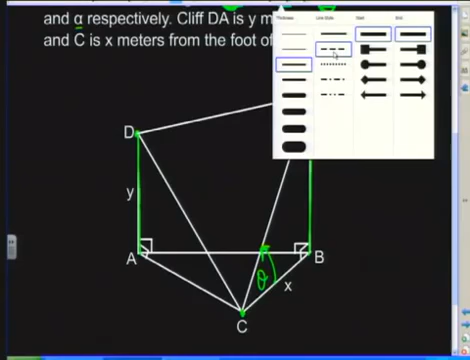 and α respectively. Cliff DA is y m
and C is x meters from the foot of
Thickness Line Style Start End
D
y
A
B
θ
x
C